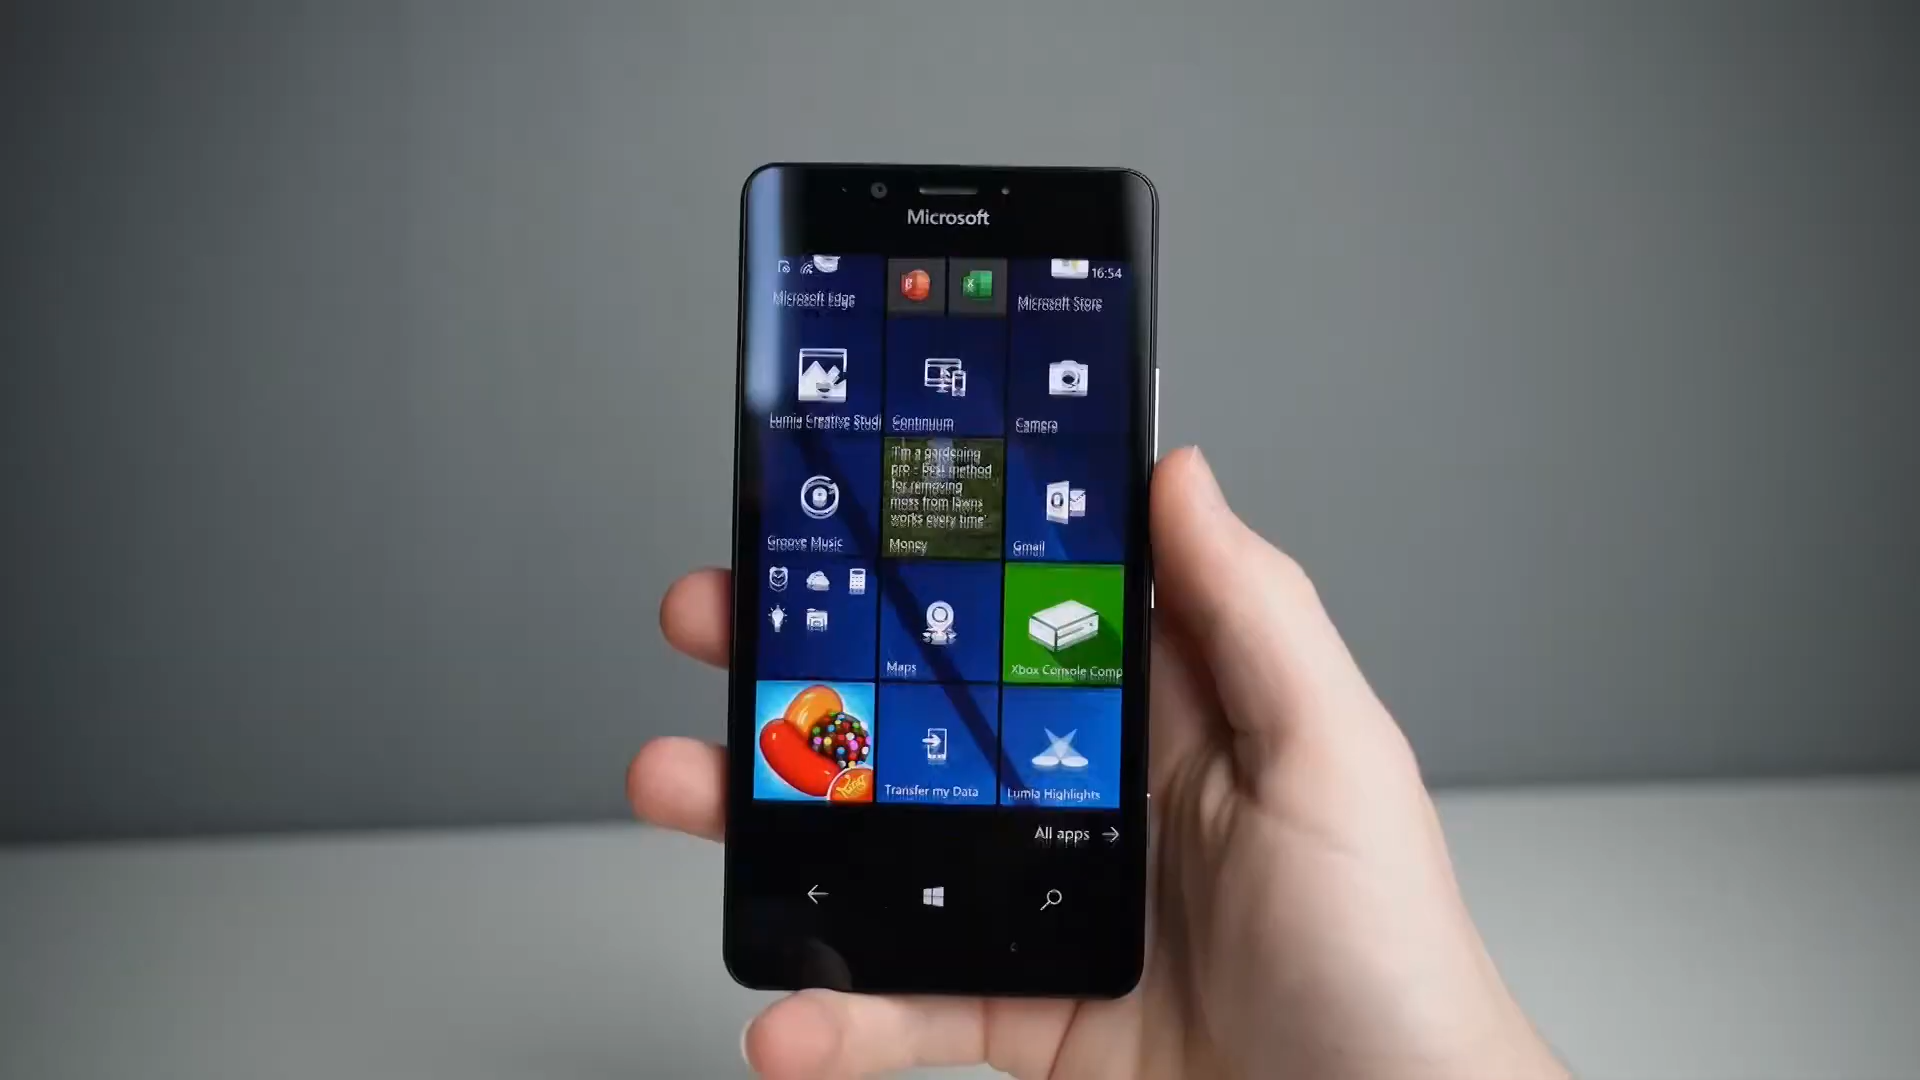 Microsoft
16:54
Microsoft Edge
Microsoft Store
Lumia Creative Studi
Continuum
Camera
'I'm a gardening
pro - best method
for removing
moss from lawns
works every time'
Groove Music
Money
Gmail
Maps
Xbox Console Comp
King
Transfer my Data
Lumia Highlights
All apps